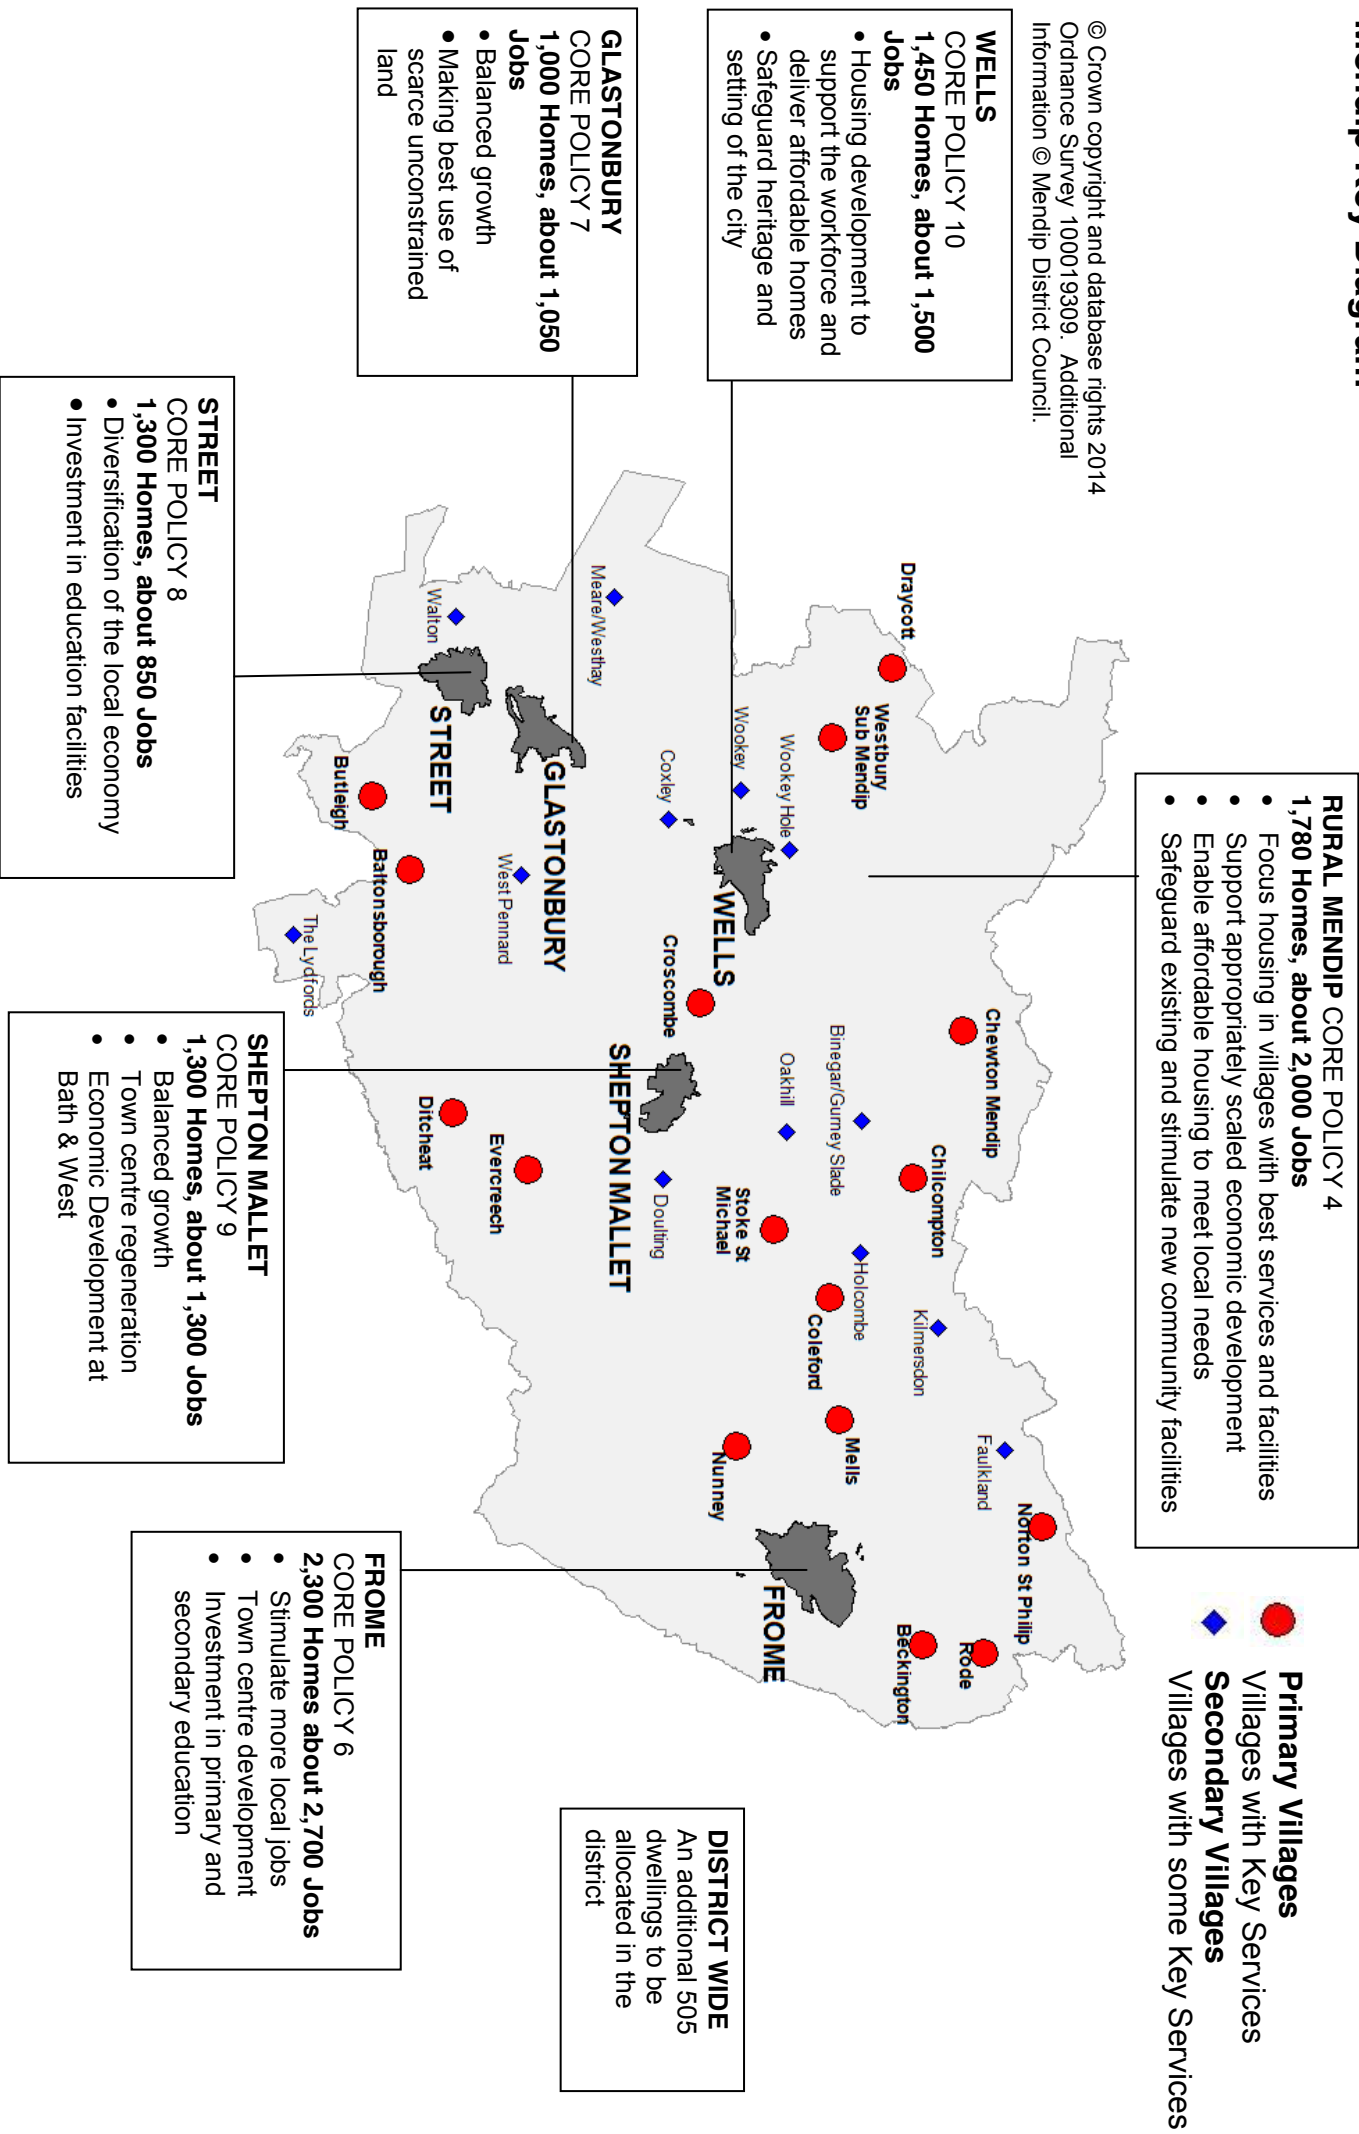 Mendip Key Diagram
RURAL MENDIP CORE POLICY 4
1,780 Homes, about 2,000 Jobs
• Focus housing in villages with best services and facilities
• Support appropriately scaled economic development
• Enable affordable housing to meet local needs
• Safeguard existing and stimulate new community facilities
Primary Villages
Villages with Key Services
Secondary Villages
Villages with some Key Services
© Crown copyright and database rights 2014
Ordnance Survey 100019309. Additional
Information © Mendip District Council.
WELLS
CORE POLICY 10
1,450 Homes, about 1,500
Jobs
• Housing development to
support the workforce and
deliver affordable homes
• Safeguard heritage and
setting of the city
GLASTONBURY
CORE POLICY 7
1,000 Homes, about 1,050
Jobs
• Balanced growth
• Making best use of
scarce unconstrained
land
STREET
CORE POLICY 8
1,300 Homes, about 850 Jobs
• Diversification of the local economy
• Investment in education facilities
SHEPTON MALLET
CORE POLICY 9
1,300 Homes, about 1,300 Jobs
• Balanced growth
• Town centre regeneration
• Economic Development at
Bath & West
FROME
CORE POLICY 6
2,300 Homes about 2,700 Jobs
• Stimulate more local jobs
• Town centre development
• Investment in primary and
secondary education
DISTRICT WIDE
An additional 505
dwellings to be
allocated in the
district
Draycott
Westbury
Sub Mendip
Wookey Hole
Wookey
Coxley
Meare/Westhay
Walton
STREET
GLASTONBURY
WELLS
West Pennard
Butleigh
Baltonsborough
The Lydfords
Croscombe
SHEPTON MALLET
Chewton Mendip
Binegar/Gurney Slade
Oakhill
Chilcompton
Stoke St
Michael
Doulting
Ditcheat
Evercreech
Holcombe
Coleford
Kilmersdon
Mells
Nunney
Faulkland
Norton St Philip
Rode
Beckington
FROME